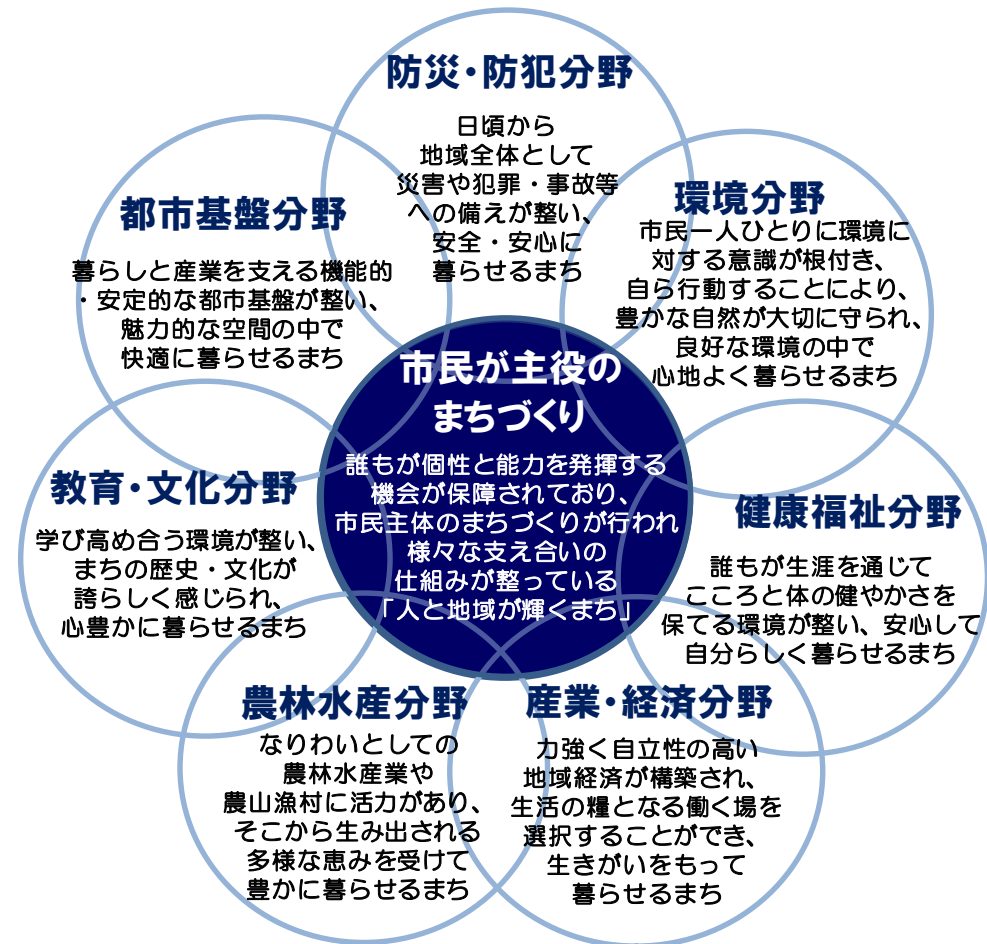 防災・防犯分野
日頃から
地域全体として
災害や犯罪・事故等
への備えが整い、
安全・安心に
暮らせるまち
環境分野
市民一人ひとりに環境に
対する意識が根付き、
自ら行動することにより、
豊かな自然が大切に守られ、
良好な環境の中で
心地よく暮らせるまち
都市基盤分野
暮らしと産業を支える機能的
・安定的な都市基盤が整い、
魅力的な空間の中で
快適に暮らせるまち
市民が主役の
まちづくり
誰もが個性と能力を発揮する
機会が保障されており、
市民主体のまちづくりが行われ
様々な支え合いの
仕組みが整っている
「人と地域が輝くまち」
教育・文化分野
学び高め合う環境が整い、
まちの歴史・文化が
誇らしく感じられ、
心豊かに暮らせるまち
健康福祉分野
誰もが生涯を通じて
こころと体の健やかさを
保てる環境が整い、安心して
自分らしく暮らせるまち
農林水産分野
なりわいとしての
農林水産業や
農山漁村に活力があり、
そこから生み出される
多様な恵みを受けて
豊かに暮らせるまち
産業・経済分野
力強く自立性の高い
地域経済が構築され、
生活の糧となる働く場を
選択することができ、
生きがいをもって
暮らせるまち